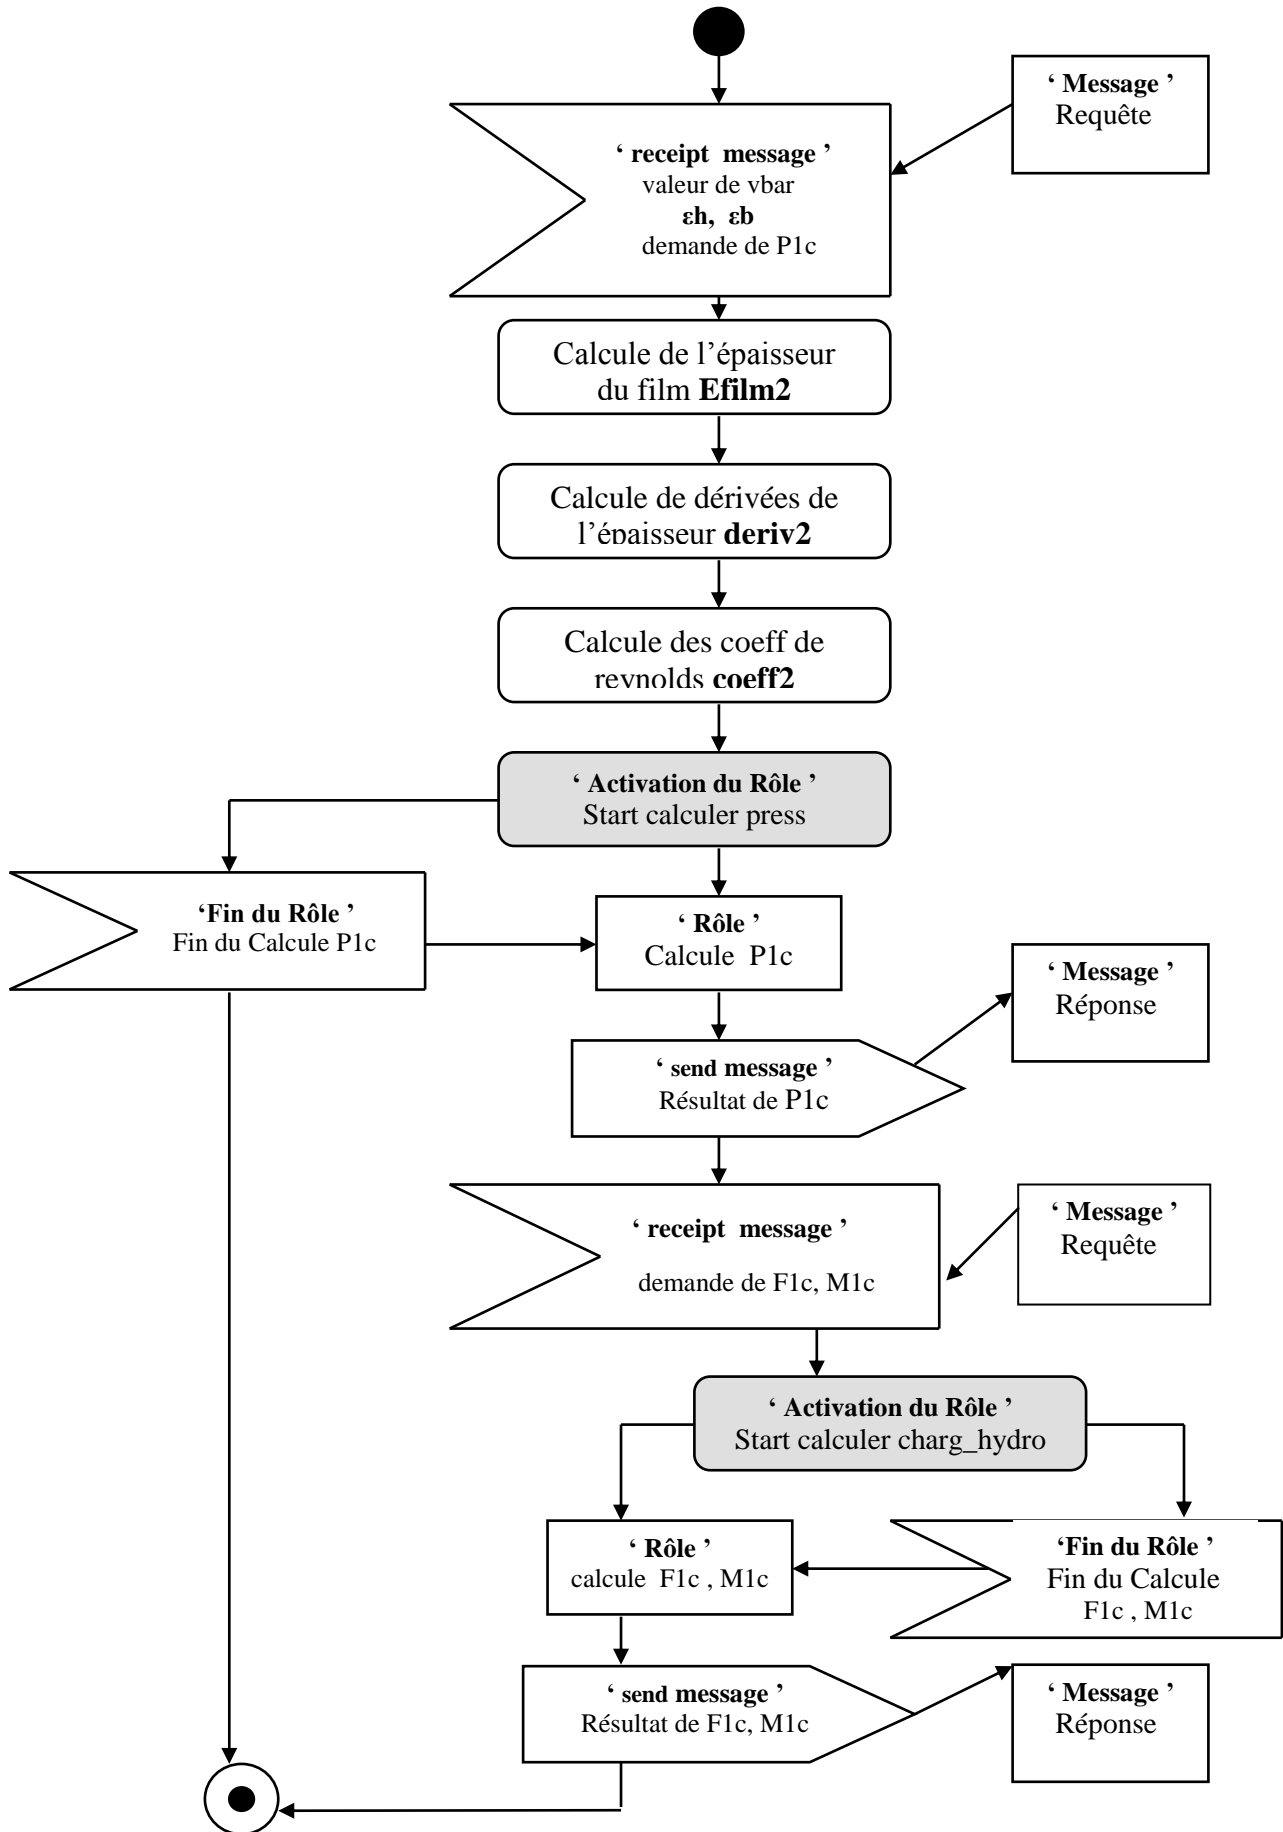 ‘ Message ’
Requête
‘ receipt  message ’
valeur de vbar
εh,  εb
demande de P1c
Calcule de l’épaisseur
du film Efilm2
Calcule de dérivées de
l’épaisseur deriv2
Calcule des coeff de
reynolds coeff2
‘ Activation du Rôle ’
Start calculer press
‘Fin du Rôle ’
Fin du Calcule P1c
‘ Rôle ’
Calcule  P1c
‘ Message ’
Réponse
‘ send message ’
Résultat de P1c
‘ receipt  message ’
demande de F1c, M1c
‘ Message ’
Requête
‘ Activation du Rôle ’
Start calculer charg_hydro
‘ Rôle ’
calcule  F1c , M1c
‘Fin du Rôle ’
Fin du Calcule
F1c , M1c
‘ send message ’
Résultat de F1c, M1c
‘ Message ’
Réponse